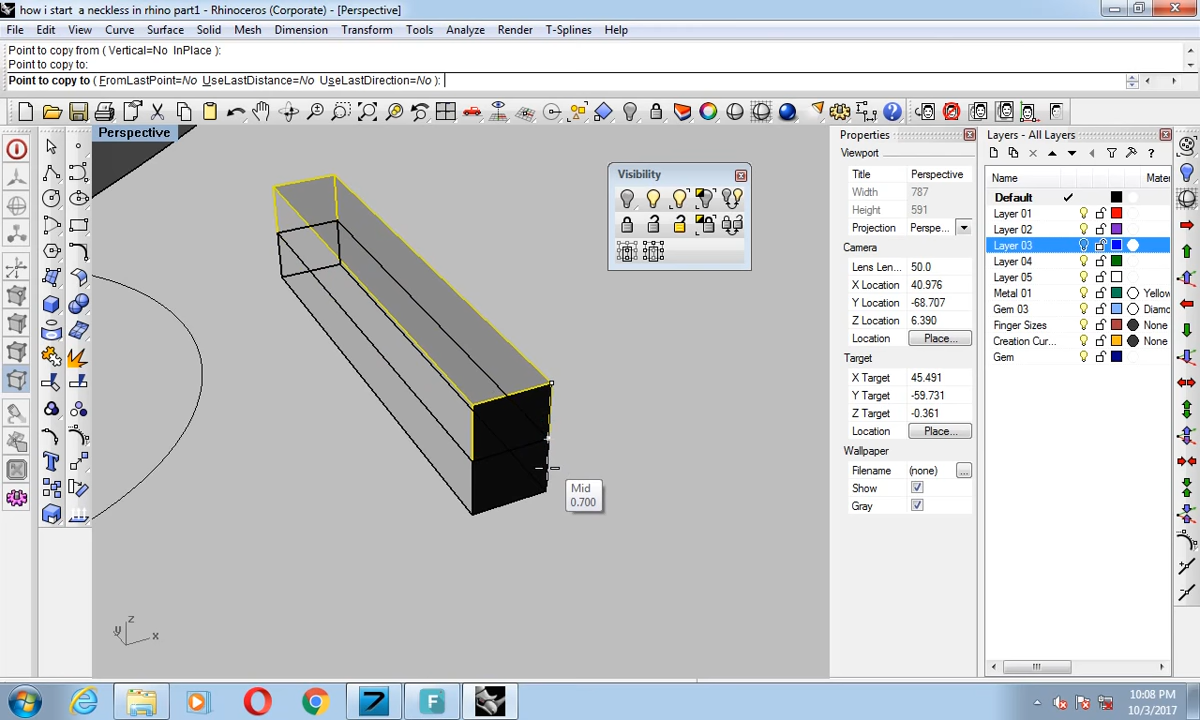 how i start  a neckless in rhino part1 - Rhinoceros (Corporate) - [Perspective]
File Edit View Curve Surface Solid Mesh Dimension Transform Tools Analyze Render T-Splines Help
Point to copy from ( Vertical=No InPlace ):
Point to copy to:
Point to copy to ( FromLastPoint=No UseLastDistance=No UseLastDirection=No ):
Perspective
Visibility
Mid
0.700
z
y
x
Properties
Viewport
Title Perspective
Width 787
Height 591
Projection Perspe...
Camera
Lens Len... 50.0
X Location 40.976
Y Location -68.707
Z Location 6.390
Location Place...
Target
X Target 45.491
Y Target -59.731
Z Target -0.361
Location Place...
Wallpaper
Filename (none) ...
Show
Gray
Layers - All Layers
Name Mater
Default
Layer 01
Layer 02
Layer 03
Layer 04
Layer 05
Metal 01 Yellow
Gem 03 Diamo
Finger Sizes None
Creation Cur... None
Gem
10:08 PM
10/3/2017